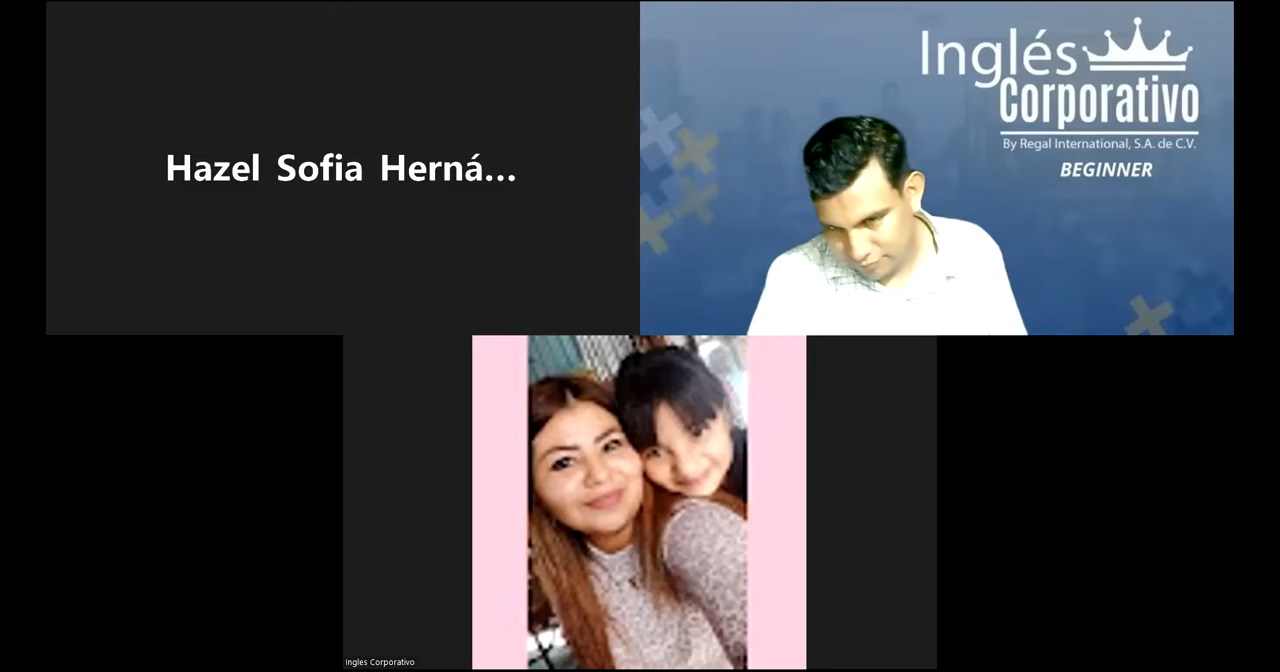 Hazel Sofia Herná...
Inglés
Corporativo
By Regal International, S.A. de C.V.
BEGINNER
Ingles Corporativo